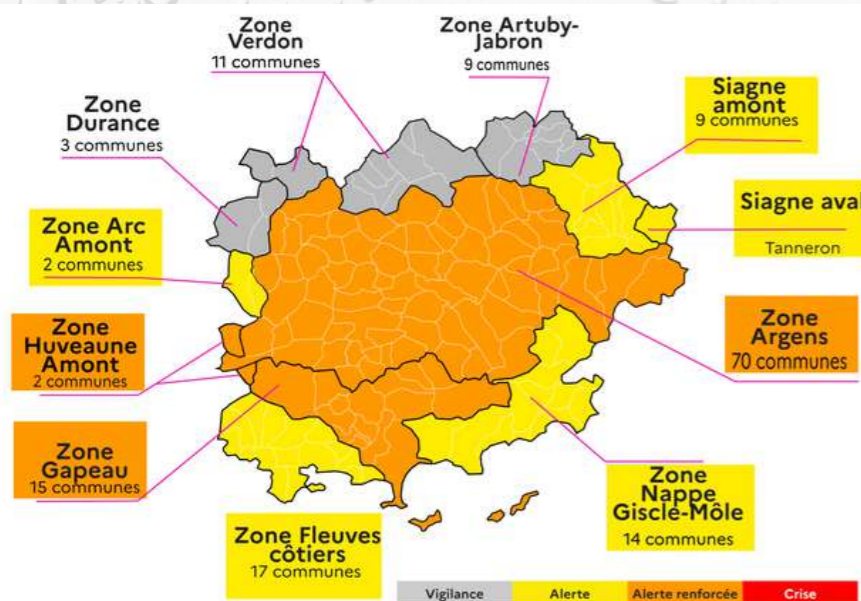 Zone
Verdon
11 communes
Zone Artuby-
Jabron
9 communes
Zone
Durance
3 communes
Siagne
amont
9 communes
Zone Arc
Amont
2 communes
Siagne aval
Tanneron
Zone
Huveaune
Amont
2 communes
Zone
Argens
70 communes
Zone
Gapeau
15 communes
Zone
Nappe
Giscle-Môle
14 communes
Zone Fleuves
côtiers
17 communes
Vigilance
Alerte
Alerte renforcée
Crise